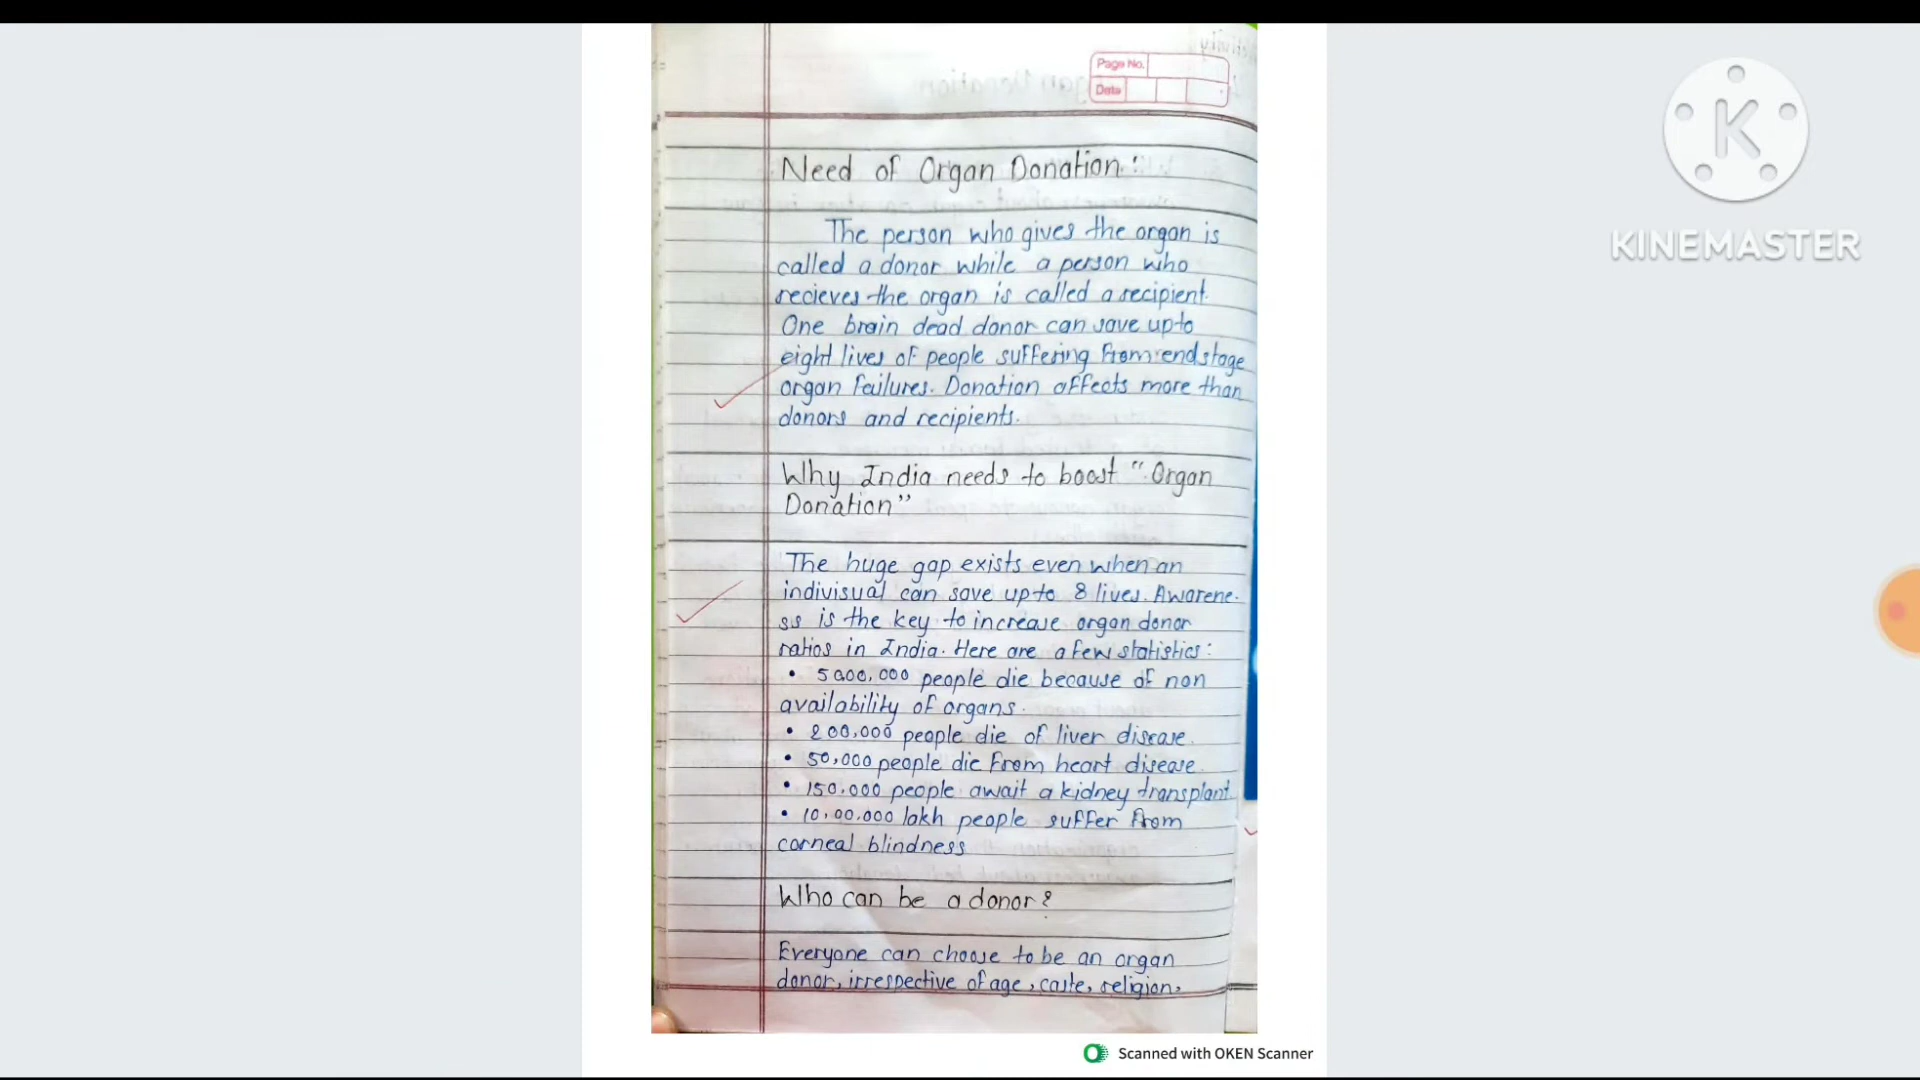 Page No.
Date
Need of Organ Donation:
The person who gives the organ is
called a donor while a person who
recieves the organ is called a recipient.
One brain dead donor can save upto
eight lives of people suffering from end stage
organ failures. Donation affects more than
donors and recipients.
Why India needs to boost "Organ
Donation"
The huge gap exists even when an
indivisual can save upto 8 lives. Awarene-
ss is the key to increase organ donor
ratios in India. Here are a few statistics:
• 5000,000 people die because of non
availability of organs.
• 200,000 people die of liver disease.
• 50,000 people die from heart disease
• 150,000 people await a kidney transplant
• 10,00,000 lakh people suffer from
corneal blindness
Who can be a donor?
Everyone can choose to be an organ
donor, irrespective of age, caste, religion,
Scanned with OKEN Scanner
K
KINEMASTER